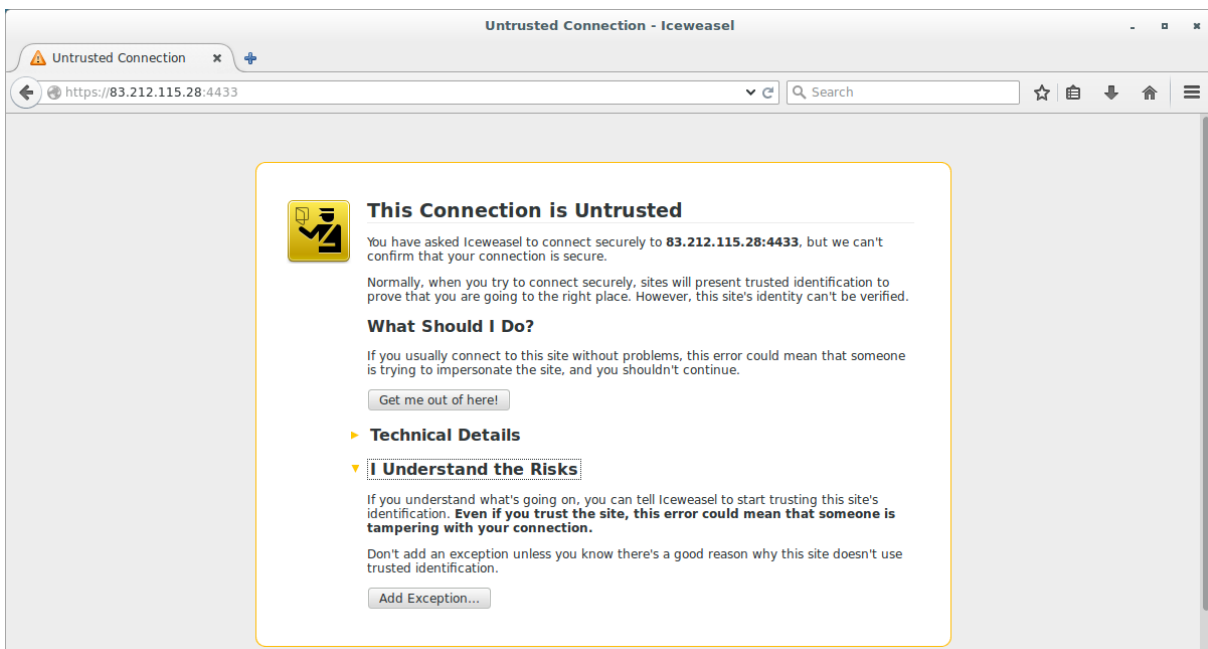 Untrusted Connection - Iceweasel
Untrusted Connection
https://83.212.115.28:4433
Search
This Connection is Untrusted
You have asked Iceweasel to connect securely to 83.212.115.28:4433, but we can't
confirm that your connection is secure.
Normally, when you try to connect securely, sites will present trusted identification to
prove that you are going to the right place. However, this site's identity can't be verified.
What Should I Do?
If you usually connect to this site without problems, this error could mean that someone
is trying to impersonate the site, and you shouldn't continue.
Get me out of here!
Technical Details
I Understand the Risks
If you understand what's going on, you can tell Iceweasel to start trusting this site's
identification. Even if you trust the site, this error could mean that someone is
tampering with your connection.
Don't add an exception unless you know there's a good reason why this site doesn't use
trusted identification.
Add Exception...